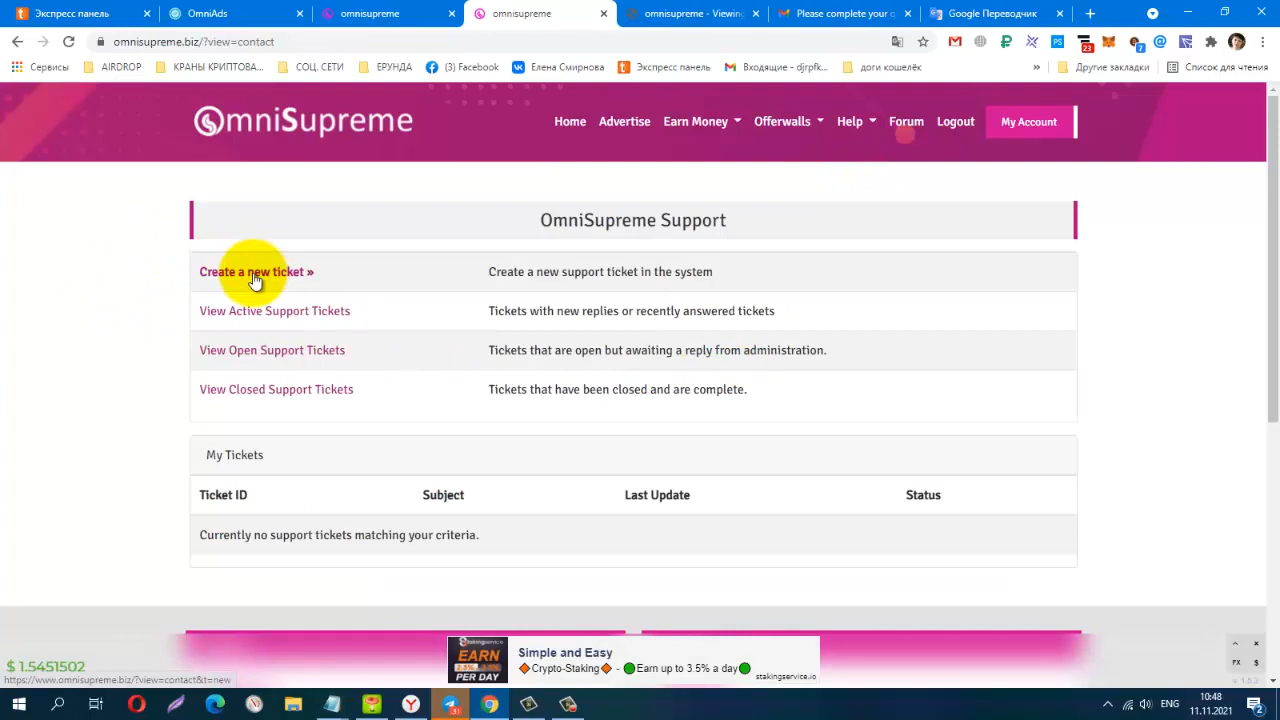 Экспресс панель
OmniAds
omnisupreme
omnisupreme
omnisupreme - Viewing
Please complete your o
Google Переводчик
omnisupreme.biz/?view=contact
23
7
Сервисы
AIRDROP
КРАНЫ КРИПТОВА...
СОЦ. СЕТИ
ЕРУНДА
(3) Facebook
Елена Смирнова
Экспресс панель
Входящие - djrpfk...
доги кошелёк
»
Другие закладки
Список для чтения
OmniSupreme
Home
Advertise
Earn Money
Offerwalls
Help
Forum
Logout
My Account
OmniSupreme Support
Create a new ticket »
Create a new support ticket in the system
View Active Support Tickets
Tickets with new replies or recently answered tickets
View Open Support Tickets
Tickets that are open but awaiting a reply from administration.
View Closed Support Tickets
Tickets that have been closed and are complete.
My Tickets
Ticket ID
Subject
Last Update
Status
Currently no support tickets matching your criteria.
stakingservice
EARN
PER DAY
Simple and Easy
Crypto-Staking - Earn up to 3.5% a day
stakingservice.io
$ 1.5451502
FX $
https://www.omnisupreme.biz/?view=contact&t=new
ENG
10:48
11.11.2021
2